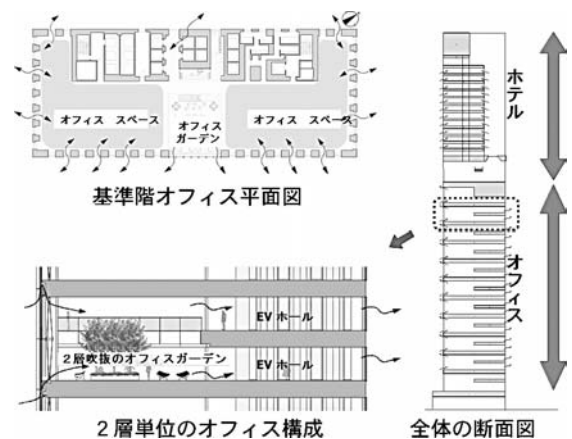 オフィス スペース
オフィス
ガーデン
オフィス スペース
基準階オフィス平面図
ホテル
オフィス
EV ホール
2層吹抜のオフィスガーデン
EV ホール
2層単位のオフィス構成
全体の断面図